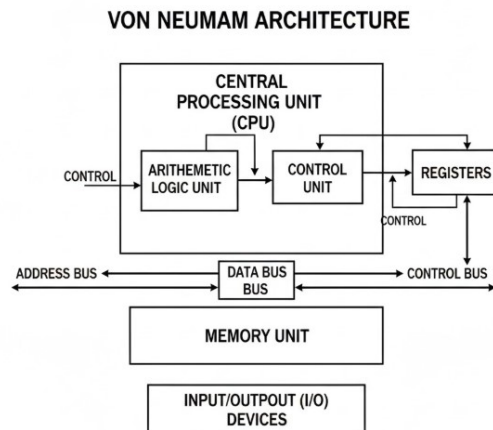 VON NEUMAM ARCHITECTURE
CENTRAL
PROCESSING UNIT
(CPU)
CONTROL
ARITHEMETIC
LOGIC UNIT
CONTROL
UNIT
REGISTERS
CONTROL
ADDRESS BUS
DATA BUS
BUS
CONTROL BUS
MEMORY UNIT
INPUT/OUTPOUT (I/O)
DEVICES